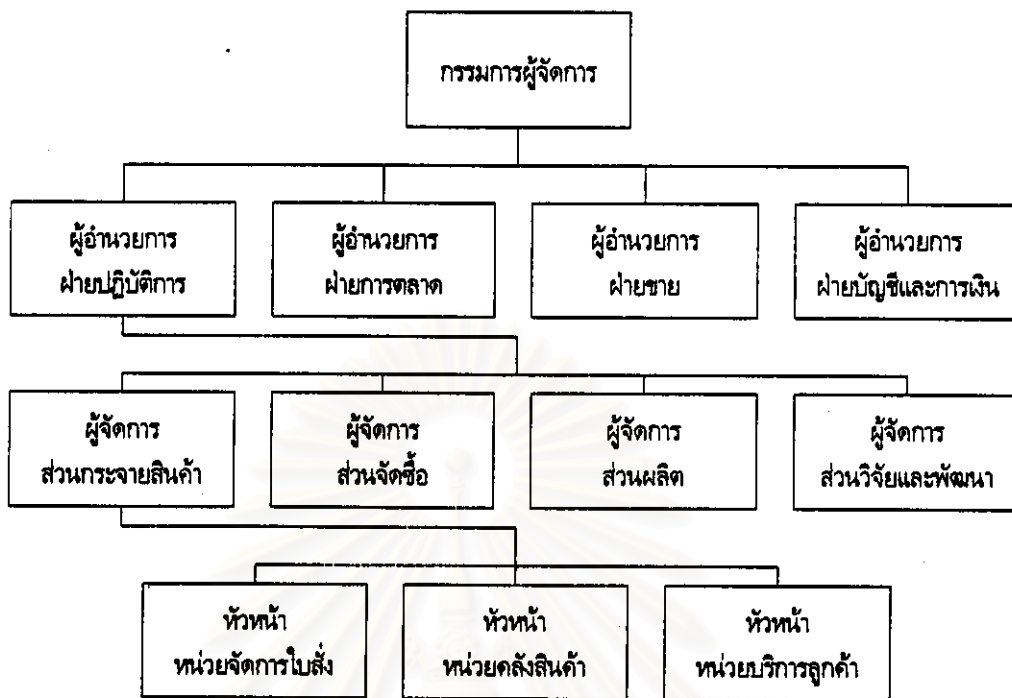 กรรมการผู้จัดการ
ผู้อำนวยการ
ฝ่ายปฏิบัติการ
ผู้อำนวยการ
ฝ่ายการตลาด
ผู้อำนวยการ
ฝ่ายขาย
ผู้อำนวยการ
ฝ่ายบัญชีและการเงิน
ผู้จัดการ
ส่วนกระจายสินค้า
ผู้จัดการ
ส่วนจัดซื้อ
ผู้จัดการ
ส่วนผลิต
ผู้จัดการ
ส่วนวิจัยและพัฒนา
หัวหน้า
หน่วยจัดการใบสั่ง
หัวหน้า
หน่วยคลังสินค้า
หัวหน้า
หน่วยบริการลูกค้า